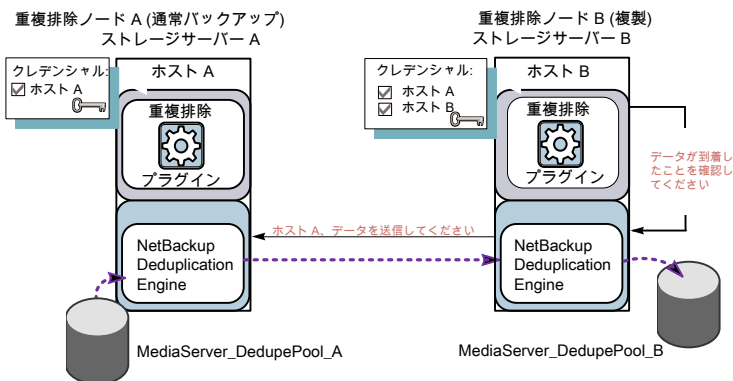 重複排除ノード A (通常バックアップ)
ストレージサーバー A
クレデンシャル:
ホスト A
ホスト A
重複排除
プラグイン
NetBackup
Deduplication
Engine
MediaServer_DedupePool_A
重複排除ノード B (複製)
ストレージサーバー B
クレデンシャル:
ホスト A
ホスト B
ホスト B
重複排除
プラグイン
データが到着し
たことを確認し
てください
ホスト A、データを送信してください
NetBackup
Deduplication
Engine
MediaServer_DedupePool_B